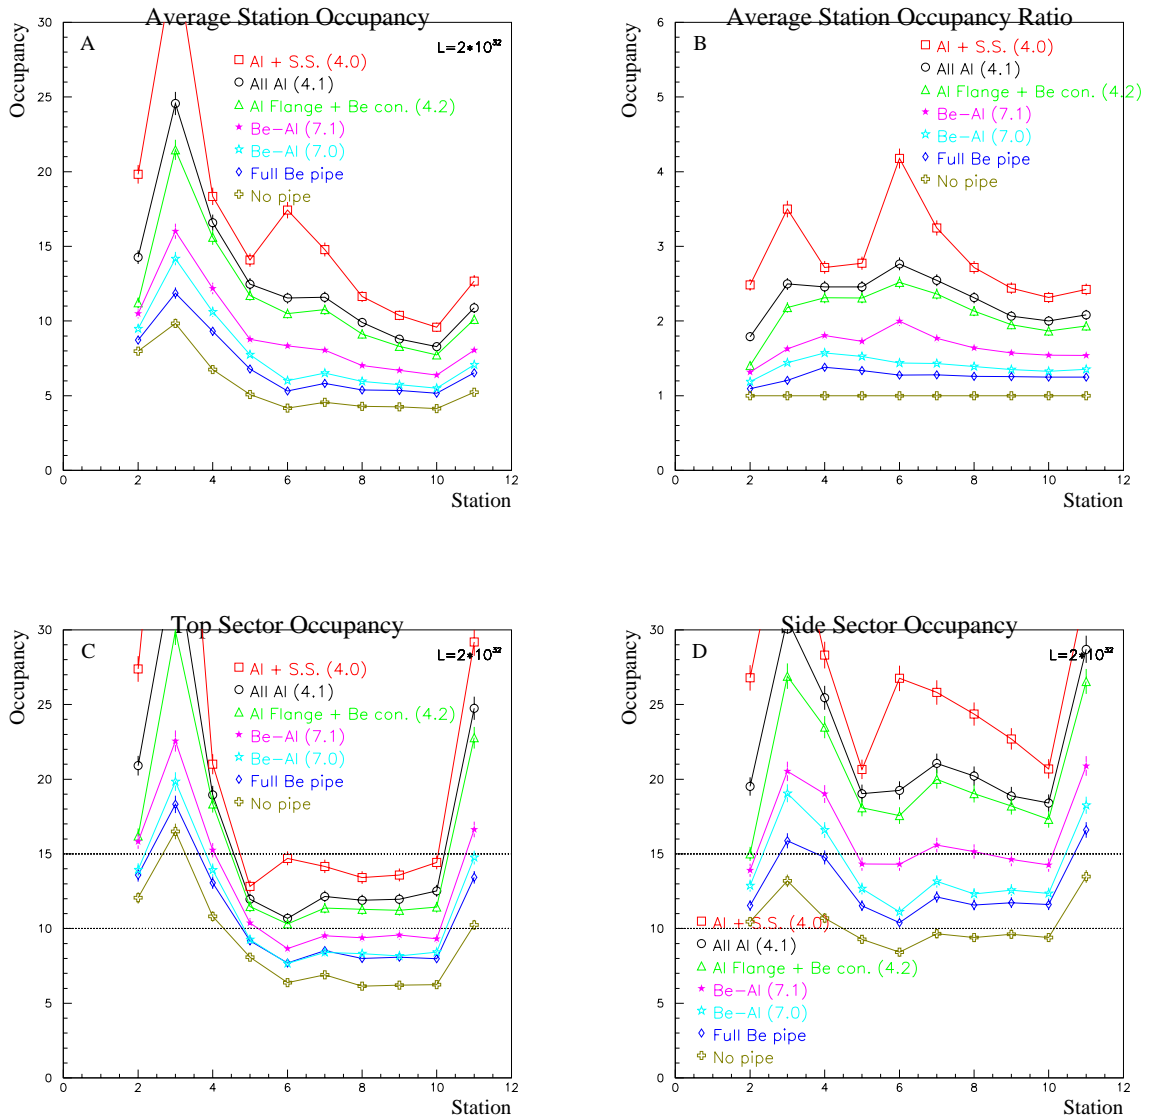 Average Station Occupancy
Occupancy
A
L=2*10³²
Al + S.S. (4.0)
All Al (4.1)
Al Flange + Be con. (4.2)
Be-Al (7.1)
Be-Al (7.0)
Full Be pipe
No pipe
30
25
20
15
10
5
0
0 2 4 6 8 10 12
Station
Average Station Occupancy Ratio
Occupancy
B
Al + S.S. (4.0)
All Al (4.1)
Al Flange + Be con. (4.2)
Be-Al (7.1)
Be-Al (7.0)
Full Be pipe
No pipe
6
5
4
3
2
1
0
0 2 4 6 8 10 12
Station
Top Sector Occupancy
Occupancy
C
L=2*10³²
Al + S.S. (4.0)
All Al (4.1)
Al Flange + Be con. (4.2)
Be-Al (7.1)
Be-Al (7.0)
Full Be pipe
No pipe
30
25
20
15
10
5
0
0 2 4 6 8 10 12
Station
Side Sector Occupancy
Occupancy
D
L=2*10³²
30
25
20
15
10
5
0
Al + S.S. (4.0)
All Al (4.1)
Al Flange + Be con. (4.2)
Be-Al (7.1)
Be-Al (7.0)
Full Be pipe
No pipe
0 2 4 6 8 10 12
Station